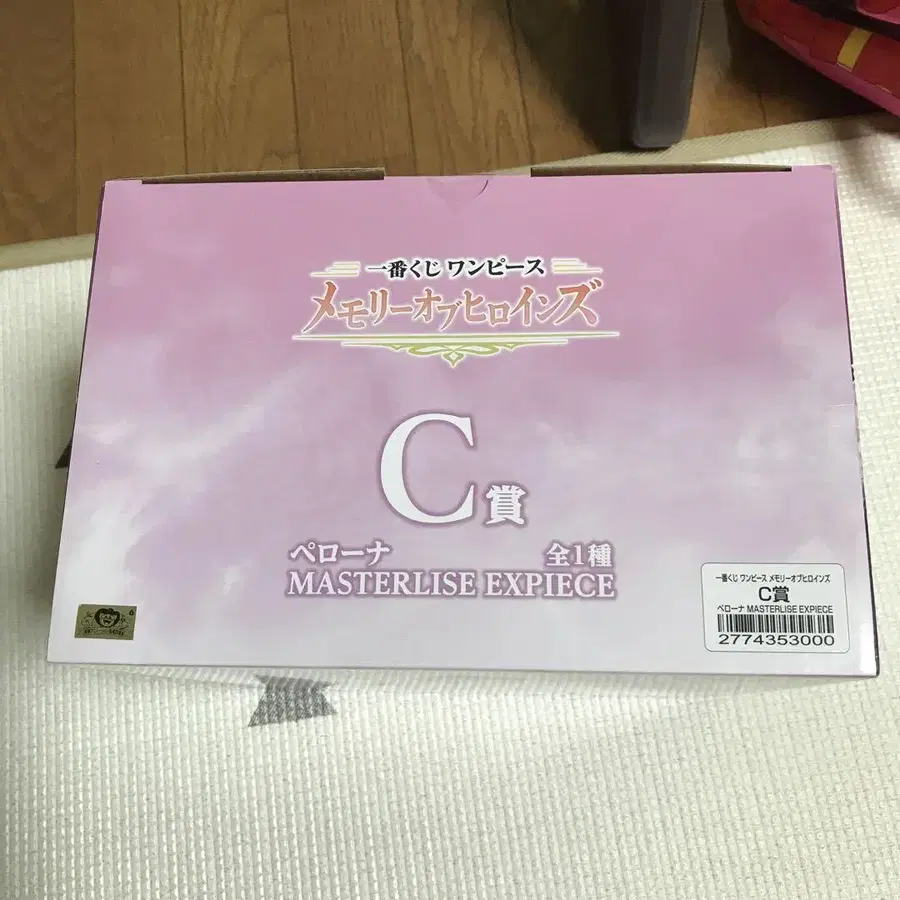 一番くじ ワンピース
メモリーオブヒロインズ
C賞
ペローナ 全1種
MASTERLISE EXPIECE
一番くじ ワンピース メモリーオブヒロインズ
C賞
ペローナ MASTERLISE EXPIECE
2774353000
6